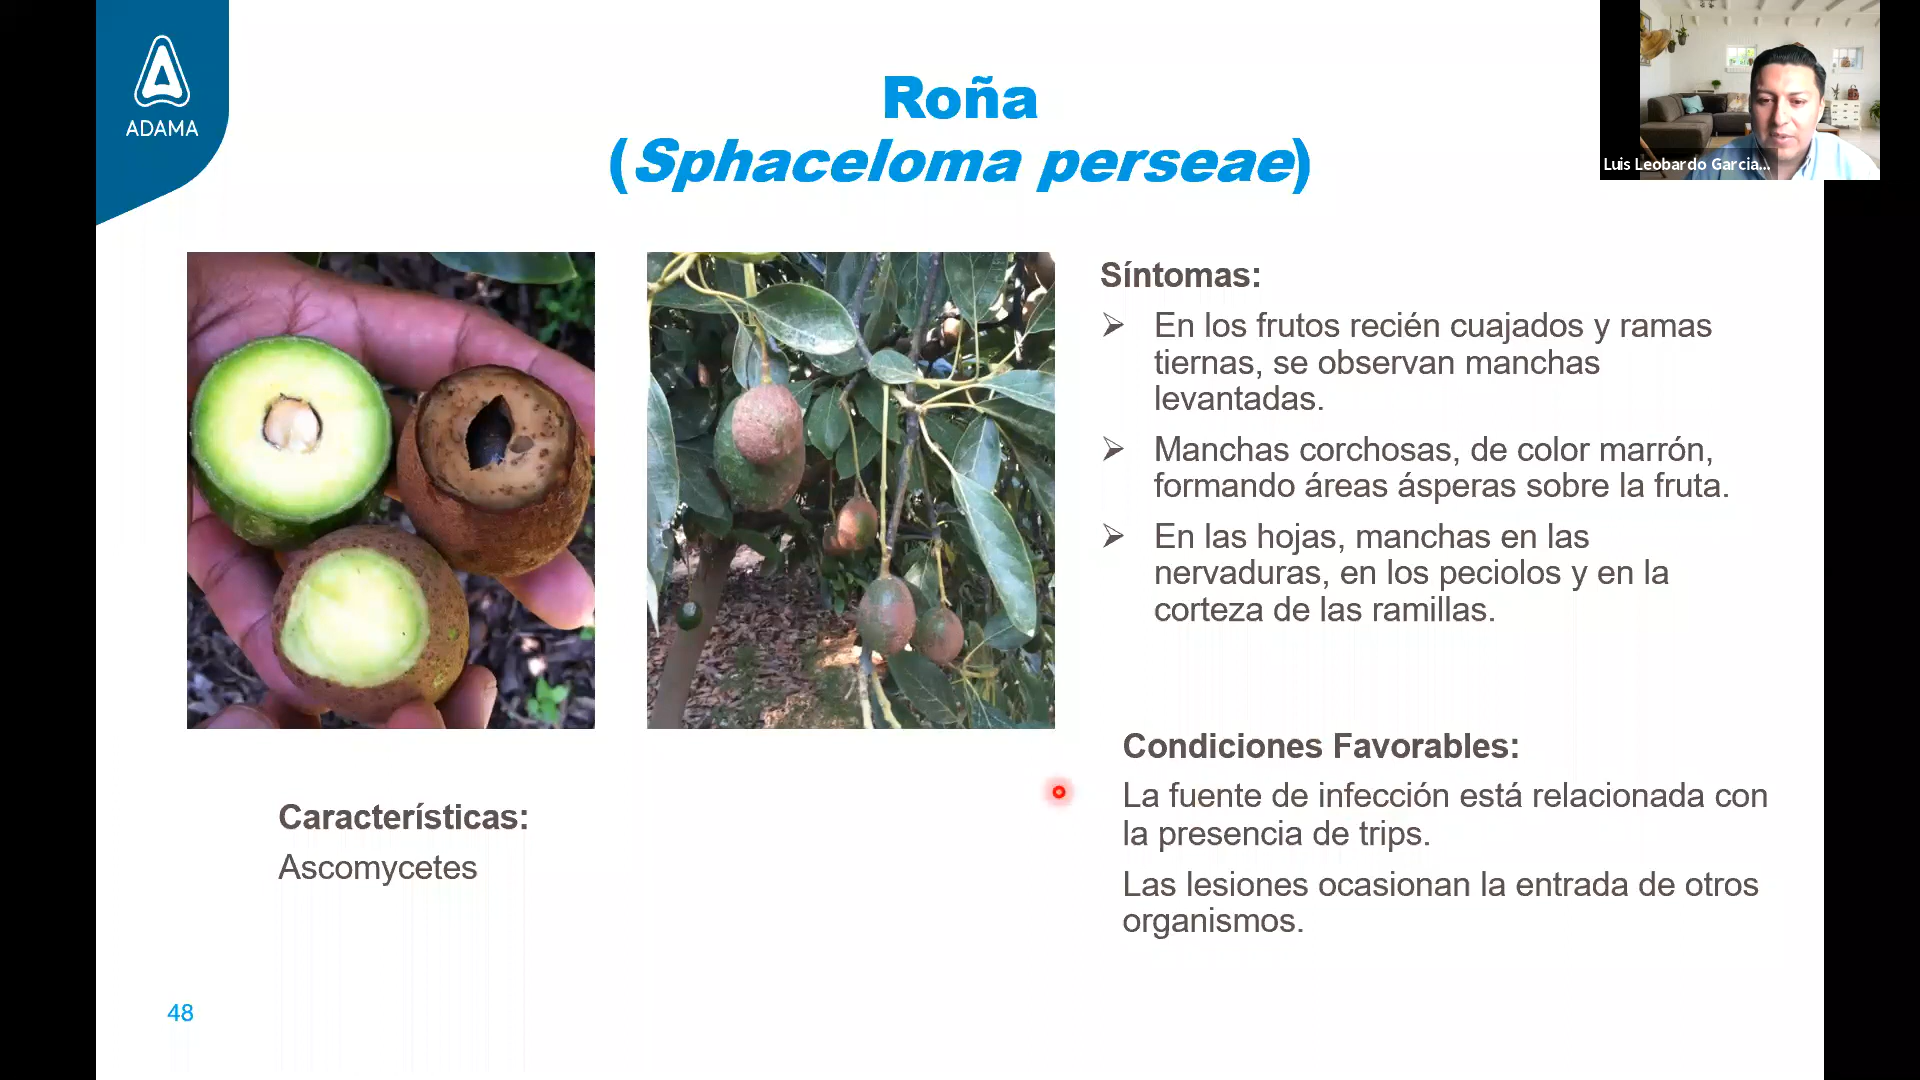 ADAMA
Roña
(Sphaceloma perseae)
Luis Leobardo Garcia...
Síntomas:
➢ En los frutos recién cuajados y ramas
tiernas, se observan manchas
levantadas.
➢ Manchas corchosas, de color marrón,
formando áreas ásperas sobre la fruta.
➢ En las hojas, manchas en las
nervaduras, en los peciolos y en la
corteza de las ramillas.
Condiciones Favorables:
La fuente de infección está relacionada con
la presencia de trips.
Las lesiones ocasionan la entrada de otros
organismos.
Características:
Ascomycetes
48